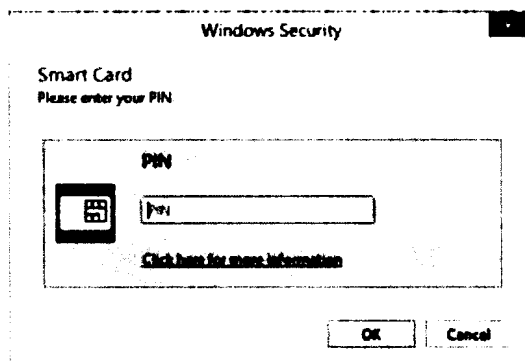 Windows Security
Smart Card
Please enter your PIN
PIN
PIN
Click here for more information
OK
Cancel